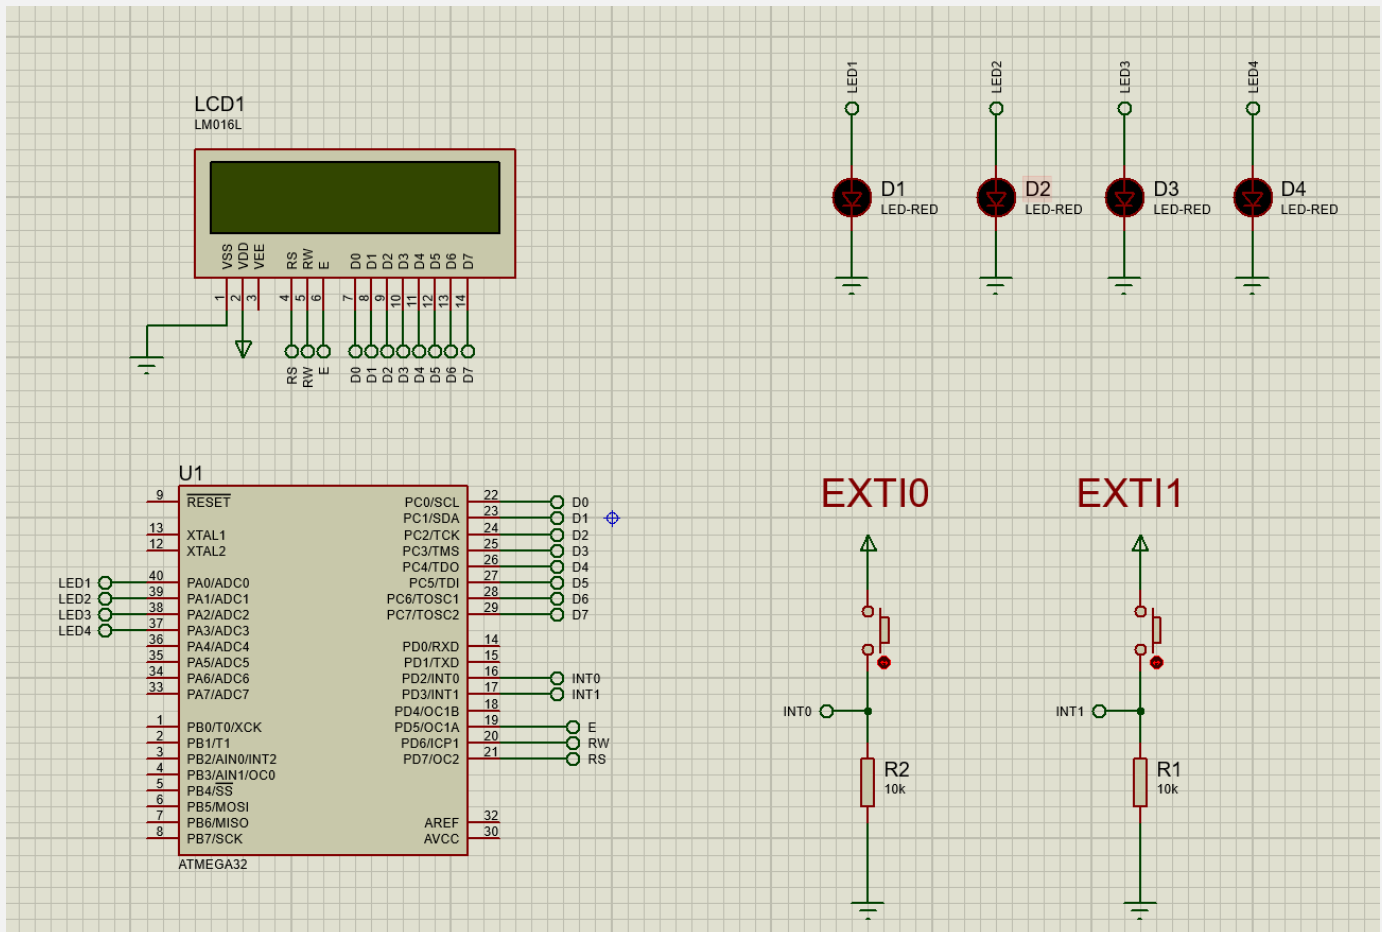 LCD1
LM016L
VSS
VDD
VEE
RS
RW
E
D0
D1
D2
D3
D4
D5
D6
D7
1
2
3
4
5
6
7
8
9
10
11
12
13
14
RS
RW
E
D0
D1
D2
D3
D4
D5
D6
D7
LED1
LED2
LED3
LED4
D1
LED-RED
D2
LED-RED
D3
LED-RED
D4
LED-RED
U1
9 RESET
13 XTAL1
12 XTAL2
LED1 40 PA0/ADC0
LED2 39 PA1/ADC1
LED3 38 PA2/ADC2
LED4 37 PA3/ADC3
36 PA4/ADC4
35 PA5/ADC5
34 PA6/ADC6
33 PA7/ADC7
1 PB0/T0/XCK
2 PB1/T1
3 PB2/AIN0/INT2
4 PB3/AIN1/OC0
5 PB4/SS
6 PB5/MOSI
7 PB6/MISO
8 PB7/SCK
PC0/SCL 22 D0
PC1/SDA 23 D1
PC2/TCK 24 D2
PC3/TMS 25 D3
PC4/TDO 26 D4
PC5/TDI 27 D5
PC6/TOSC1 28 D6
PC7/TOSC2 29 D7
PD0/RXD 14
PD1/TXD 15
PD2/INT0 16 INT0
PD3/INT1 17 INT1
PD4/OC1B 18
PD5/OC1A 19 E
PD6/ICP1 20 RW
PD7/OC2 21 RS
AREF 32
AVCC 30
ATMEGA32
EXTI0
INT0
R2
10k
EXTI1
INT1
R1
10k